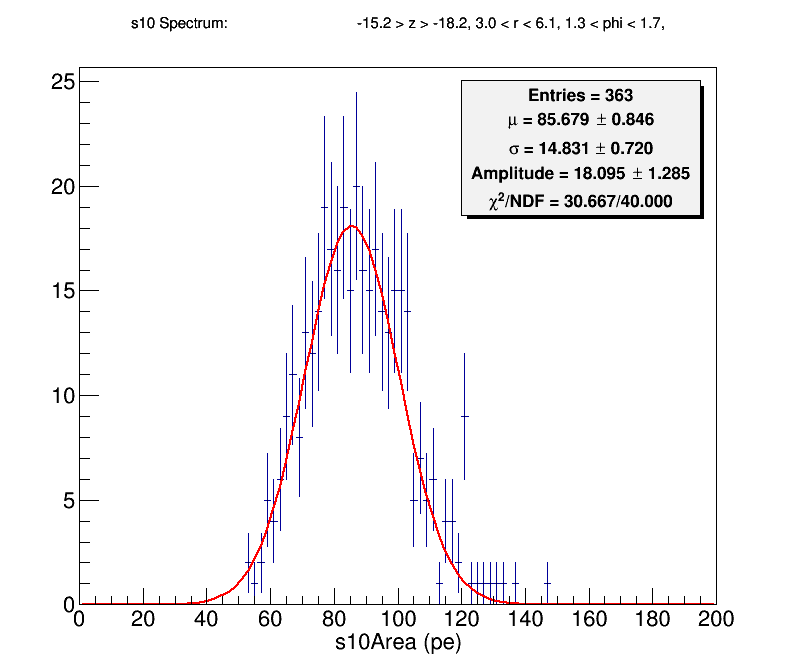 s10 Spectrum: -15.2 > z > -18.2, 3.0 < r < 6.1, 1.3 < phi < 1.7,
Entries = 363
μ = 85.679 ± 0.846
σ = 14.831 ± 0.720
Amplitude = 18.095 ± 1.285
χ²/NDF = 30.667/40.000
25
20
15
10
5
0
0 20 40 60 80 100 120 140 160 180 200
s10Area (pe)